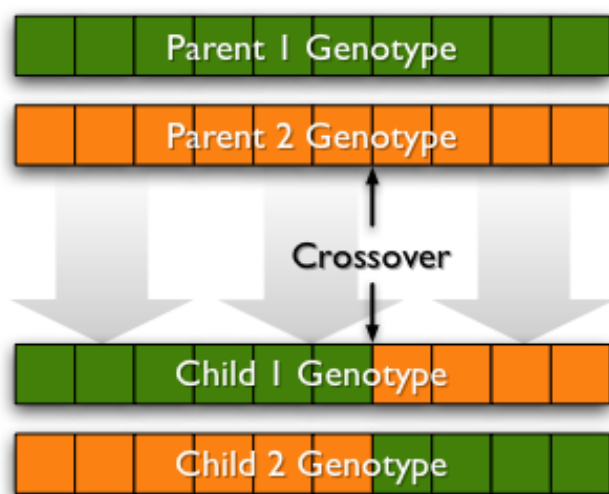 Parent 1 Genotype
Parent 2 Genotype
Crossover
Child 1 Genotype
Child 2 Genotype